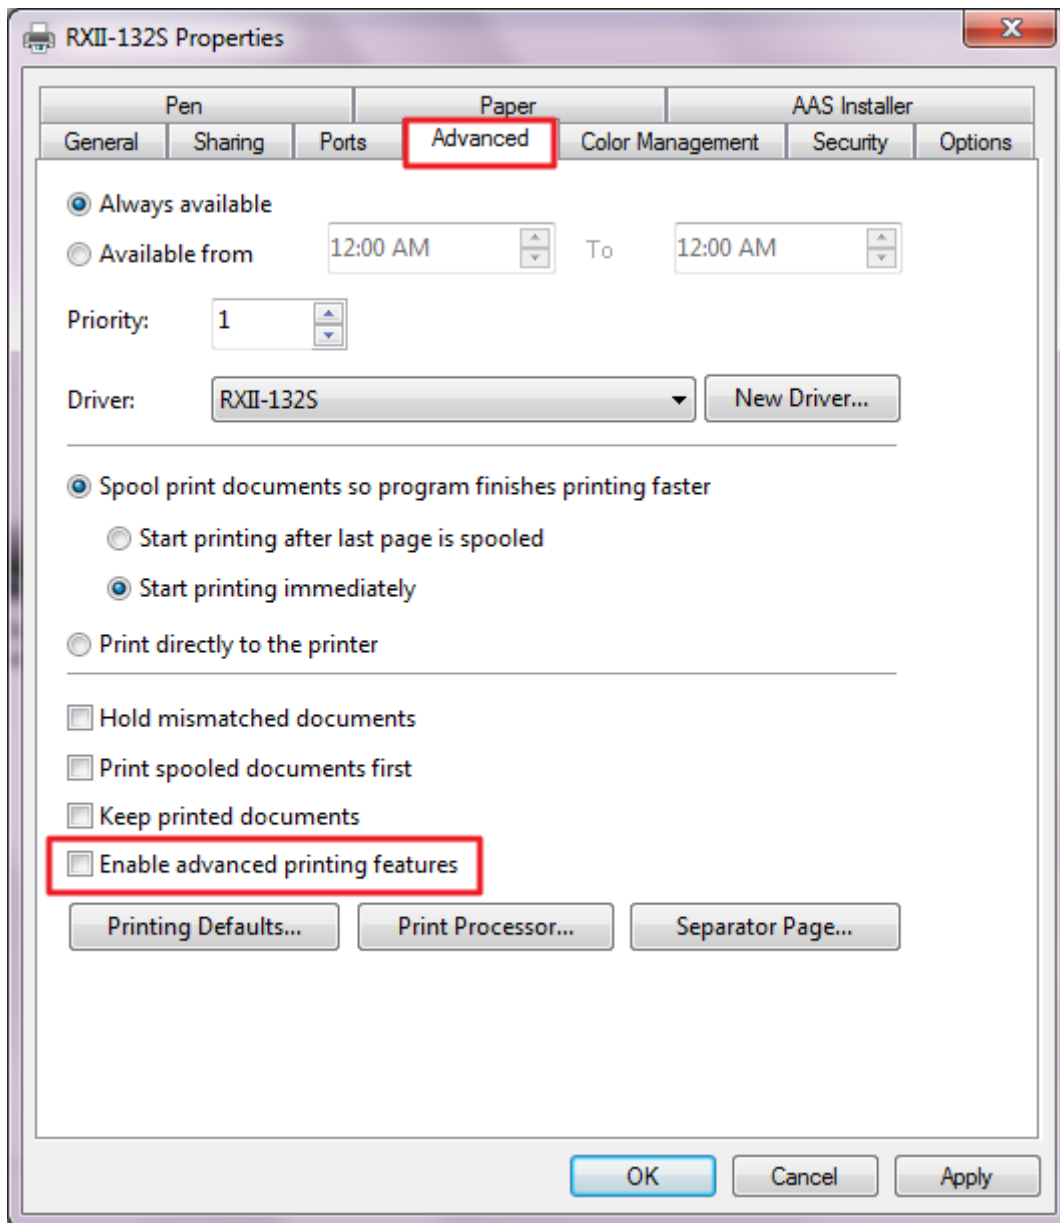 RXII-132S Properties
Pen Paper AAS Installer
General Sharing Ports Advanced Color Management Security Options
Always available
Available from 12:00 AM To 12:00 AM
Priority: 1
Driver: RXII-132S New Driver...
Spool print documents so program finishes printing faster
Start printing after last page is spooled
Start printing immediately
Print directly to the printer
Hold mismatched documents
Print spooled documents first
Keep printed documents
Enable advanced printing features
Printing Defaults... Print Processor... Separator Page...
OK Cancel Apply